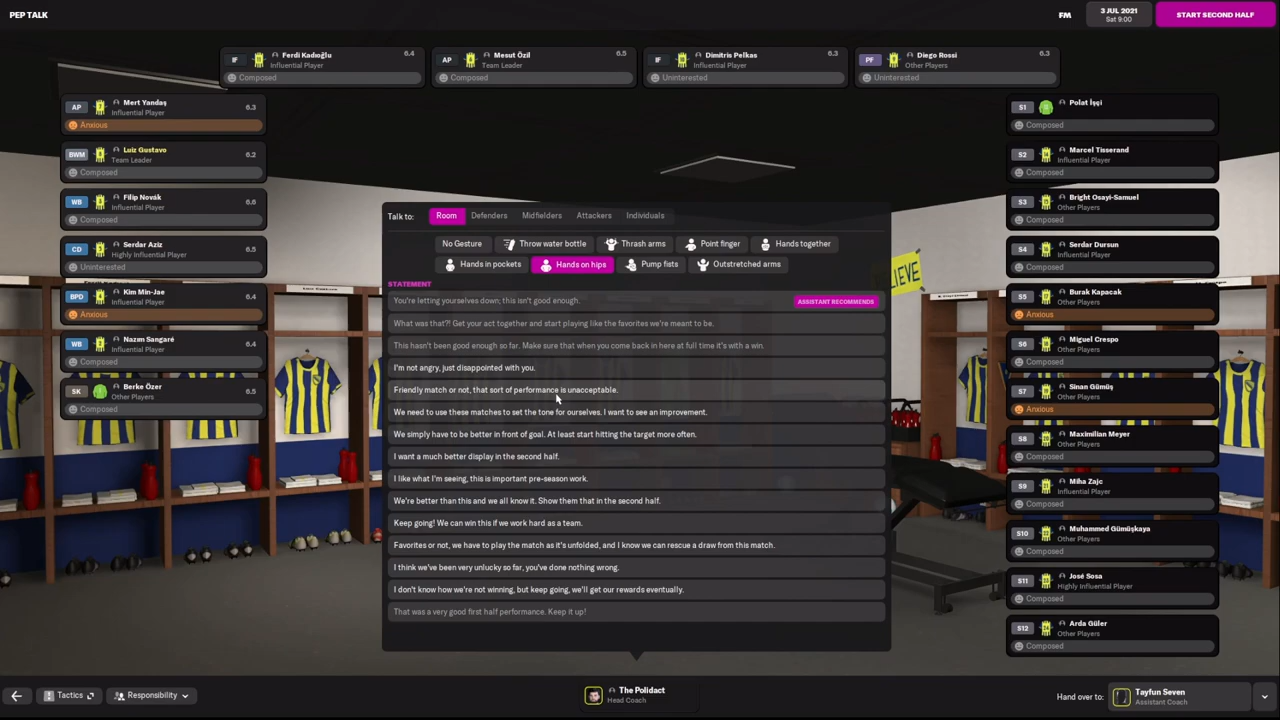 PEP TALK
FM
3 JUL 2021
Sat 9:00
START SECOND HALF
IF
Ferdi Kadıoğlu
Influential Player
6.4
Composed
AP
Mesut Özil
Team Leader
6.5
Composed
IF
Dimitris Pelkas
Influential Player
6.3
Uninterested
PF
Diego Rossi
Other Players
6.3
Uninterested
AP
Mert Yandaş
Influential Player
6.3
Anxious
BWM
Luiz Gustavo
Team Leader
6.2
Composed
WB
Filip Novák
Influential Player
6.6
Composed
CD
Serdar Aziz
Highly Influential Player
6.5
Uninterested
BPD
Kim Min-Jae
Influential Player
6.4
Anxious
WB
Nazım Sangaré
Influential Player
6.4
Composed
SK
Berke Özer
Other Players
6.5
Composed
Talk to:
Room
Defenders
Midfielders
Attackers
Individuals
No Gesture
Throw water bottle
Thrash arms
Point finger
Hands together
Hands in pockets
Hands on hips
Pump fists
Outstretched arms
STATEMENT
You're letting yourselves down; this isn't good enough.
ASSISTANT RECOMMENDS
What was that?! Get your act together and start playing like the favorites we're meant to be.
This hasn't been good enough so far. Make sure that when you come back in here at full time it's with a win.
I'm not angry, just disappointed with you.
Friendly match or not, that sort of performance is unacceptable.
We need to use these matches to set the tone for ourselves. I want to see an improvement.
We simply have to be better in front of goal. At least start hitting the target more often.
I want a much better display in the second half.
I like what I'm seeing, this is important pre-season work.
We're better than this and we all know it. Show them that in the second half.
Keep going! We can win this if we work hard as a team.
Favorites or not, we have to play the match as it's unfolded, and I know we can rescue a draw from this match.
I think we've been very unlucky so far, you've done nothing wrong.
I don't know how we're not winning, but keep going, we'll get our rewards eventually.
That was a very good first half performance. Keep it up!
S1
Polat İşçi
Composed
S2
Marcel Tisserand
Influential Player
Composed
S3
Bright Osayi-Samuel
Other Players
Composed
S4
Serdar Dursun
Influential Player
Composed
S5
Burak Kapacak
Other Players
Anxious
S6
Miguel Crespo
Other Players
Composed
S7
Sinan Gümüş
Other Players
Anxious
S8
Maximilian Meyer
Other Players
Composed
S9
Miha Zajc
Influential Player
Composed
S10
Muhammed Gümüşkaya
Other Players
Composed
S11
José Sosa
Highly Influential Player
Composed
S12
Arda Güler
Other Players
Composed
Tactics
Responsibility
The Polidact
Head Coach
Hand over to:
Tayfun Seven
Assistant Coach